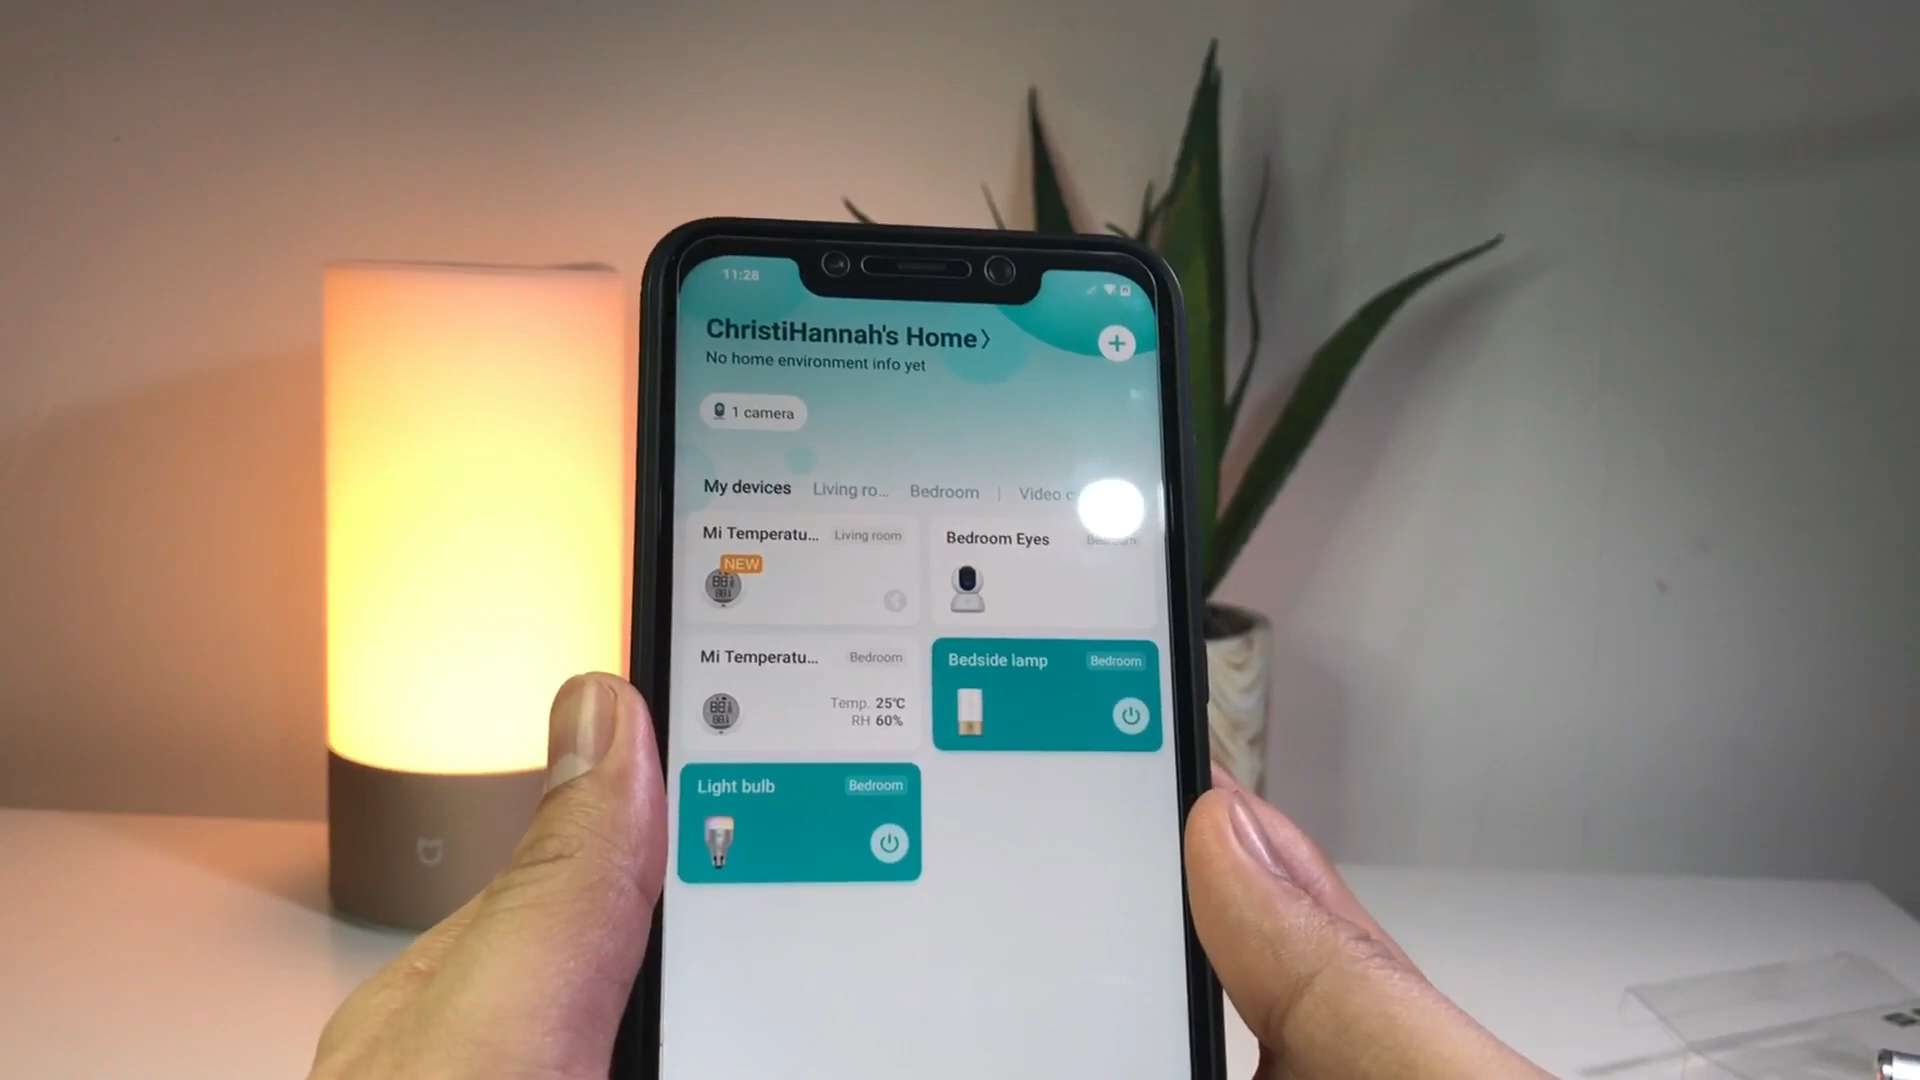 11:28
ChristiHannah's Home
No home environment info yet
1 camera
My devices Living ro... Bedroom | Video c
Mi Temperatu... Living room
NEW
Bedroom Eyes Bedroom
Mi Temperatu... Bedroom
Temp. 25℃
RH 60%
Bedside lamp Bedroom
Light bulb Bedroom